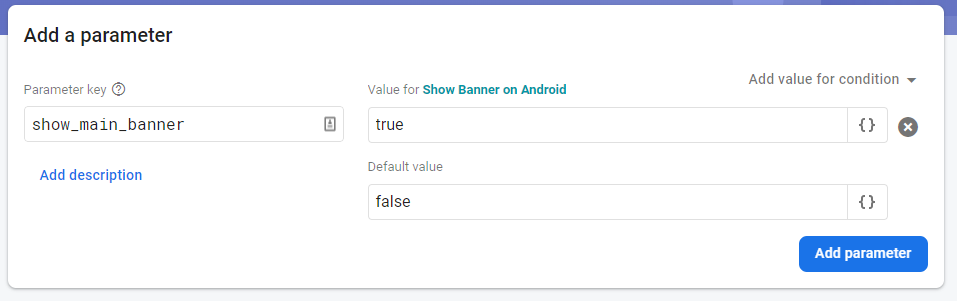 Add a parameter
Add value for condition
Parameter key
Value for Show Banner on Android
show_main_banner
true
{}
Add description
Default value
false
{}
Add parameter